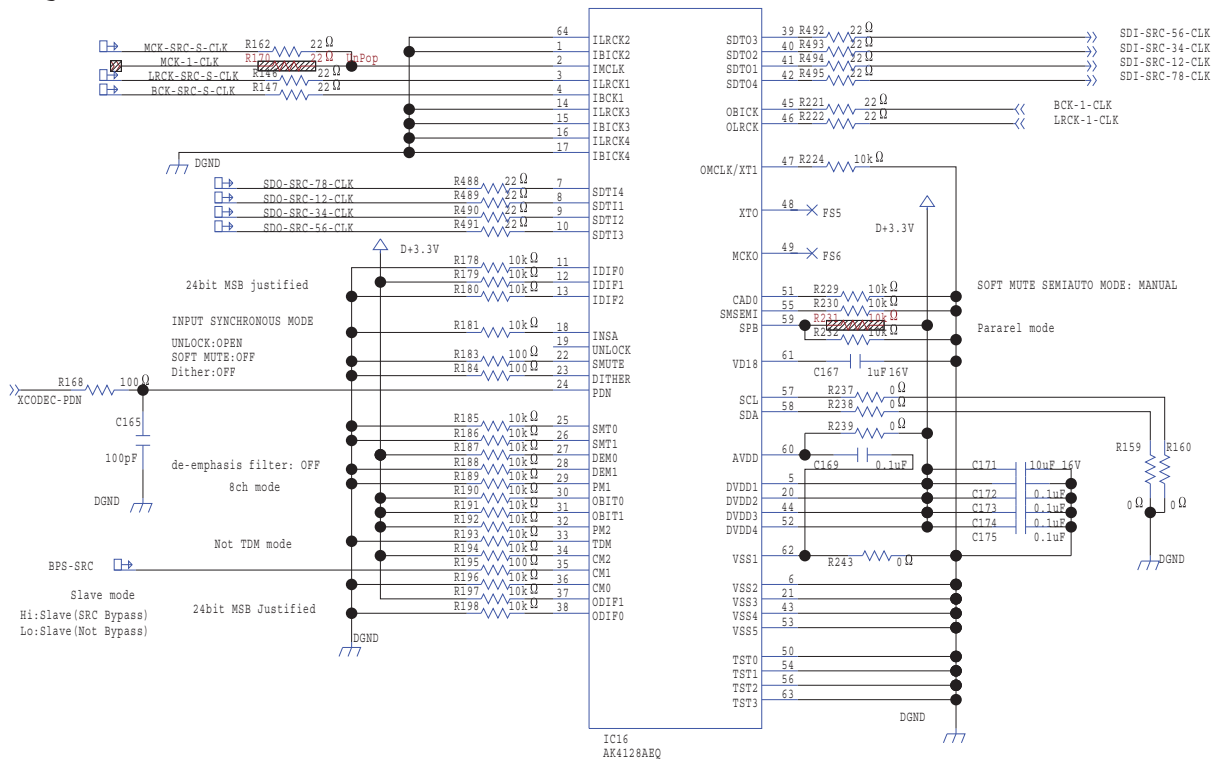 MCK-SRC-S-CLK R162 22Ω
MCK-1-CLK R170 22Ω UnPop
LRCK-SRC-S-CLK R146 22Ω
BCK-SRC-S-CLK R147 22Ω
DGND
64 ILRCK2
1 IBICK2
2 IMCLK
3 ILRCK1
4 IBCK1
14 ILRCK3
15 IBICK3
16 ILRCK4
17 IBICK4
SDO-SRC-78-CLK R488 22Ω 7 SDTI4
SDO-SRC-12-CLK R489 22Ω 8 SDTI1
SDO-SRC-34-CLK R490 22Ω 9 SDTI2
SDO-SRC-56-CLK R491 22Ω 10 SDTI3
D+3.3V
24bit MSB justified
R178 10kΩ 11 IDIF0
R179 10kΩ 12 IDIF1
R180 10kΩ 13 IDIF2
INPUT SYNCHRONOUS MODE
UNLOCK:OPEN
SOFT MUTE:OFF
Dither:OFF
R181 10kΩ 18 INSA
19 UNLOCK
R183 100Ω 22 SMUTE
R184 100Ω 23 DITHER
24 PDN
XCODEC-PDN R168 100Ω
C165
100pF
DGND
de-emphasis filter: OFF
8ch mode
Not TDM mode
R185 10kΩ 25 SMT0
R186 10kΩ 26 SMT1
R187 10kΩ 27 DEM0
R188 10kΩ 28 DEM1
R189 10kΩ 29 PM1
R190 10kΩ 30 OBIT0
R191 10kΩ 31 OBIT1
R192 10kΩ 32 PM2
R193 10kΩ 33 TDM
R194 10kΩ 34 CM2
R195 100Ω 35 CM1
R196 10kΩ 36 CM0
R197 10kΩ 37 ODIF1
R198 10kΩ 38 ODIF0
BPS-SRC
Slave mode
Hi:Slave(SRC Bypass)
Lo:Slave(Not Bypass)
24bit MSB Justified
DGND
SDTO3 39 R492 22Ω SDI-SRC-56-CLK
SDTO2 40 R493 22Ω SDI-SRC-34-CLK
SDTO1 41 R494 22Ω SDI-SRC-12-CLK
SDTO4 42 R495 22Ω SDI-SRC-78-CLK
OBICK 45 R221 22Ω BCK-1-CLK
OLRCK 46 R222 22Ω LRCK-1-CLK
OMCLK/XT1 47 R224 10kΩ
XTO 48 FS5
D+3.3V
MCKO 49 FS6
CAD0 51 R229 10kΩ
SMSEMI 55 R230 10kΩ
SPB 59 R231 10kΩ
R232 10kΩ
SOFT MUTE SEMIAUTO MODE: MANUAL
Pararel mode
VD18 61 C167 1uF 16V
SCL 57 R237 0Ω
SDA 58 R238 0Ω
R239 0Ω
AVDD 60 C169 0.1uF
R159 R160
0Ω 0Ω
DGND
DVDD1 5 C171 10uF 16V
DVDD2 20 C172 0.1uF
DVDD3 44 C173 0.1uF
DVDD4 52 C174 0.1uF
C175 0.1uF
VSS1 62 R243 0Ω
VSS2 6
VSS3 21
VSS4 43
VSS5 53
TST0 50
TST1 54
TST2 56
TST3 63
DGND
IC16
AK4128AEQ